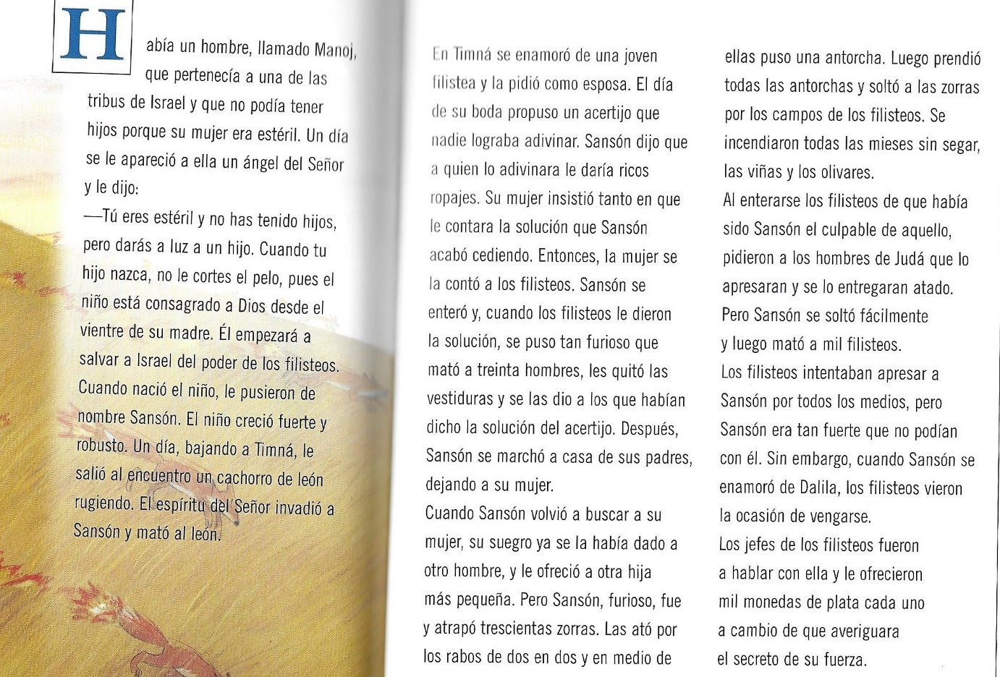 Había un hombre, llamado Manoj,
que pertenecía a una de las
tribus de Israel y que no podía tener
hijos porque su mujer era estéril. Un día
se le apareció a ella un ángel del Señor
y le dijo:
—Tú eres estéril y no has tenido hijos,
pero darás a luz a un hijo. Cuando tu
hijo nazca, no le cortes el pelo, pues el
niño está consagrado a Dios desde el
vientre de su madre. Él empezará a
salvar a Israel del poder de los filisteos.
Cuando nació el niño, le pusieron de
nombre Sansón. El niño creció fuerte y
robusto. Un día, bajando a Timná, le
salió al encuentro un cachorro de león
rugiendo. El espíritu del Señor invadió a
Sansón y mató al león.
En Timná se enamoró de una joven
filistea y la pidió como esposa. El día
de su boda propuso un acertijo que
nadie lograba adivinar. Sansón dijo que
a quien lo adivinara le daría ricos
ropajes. Su mujer insistió tanto en que
le contara la solución que Sansón
acabó cediendo. Entonces, la mujer se
la contó a los filisteos. Sansón se
enteró y, cuando los filisteos le dieron
la solución, se puso tan furioso que
mató a treinta hombres, les quitó las
vestiduras y se las dio a los que habían
dicho la solución del acertijo. Después,
Sansón se marchó a casa de sus padres,
dejando a su mujer.
Cuando Sansón volvió a buscar a su
mujer, su suegro ya se la había dado a
otro hombre, y le ofreció a otra hija
más pequeña. Pero Sansón, furioso, fue
y atrapó trescientas zorras. Las ató por
los rabos de dos en dos y en medio de
ellas puso una antorcha. Luego prendió
todas las antorchas y soltó a las zorras
por los campos de los filisteos. Se
incendiaron todas las mieses sin segar,
las viñas y los olivares.
Al enterarse los filisteos de que había
sido Sansón el culpable de aquello,
pidieron a los hombres de Judá que lo
apresaran y se lo entregaran atado.
Pero Sansón se soltó fácilmente
y luego mató a mil filisteos.
Los filisteos intentaban apresar a
Sansón por todos los medios, pero
Sansón era tan fuerte que no podían
con él. Sin embargo, cuando Sansón se
enamoró de Dalila, los filisteos vieron
la ocasión de vengarse.
Los jefes de los filisteos fueron
a hablar con ella y le ofrecieron
mil monedas de plata cada uno
a cambio de que averiguara
el secreto de su fuerza.